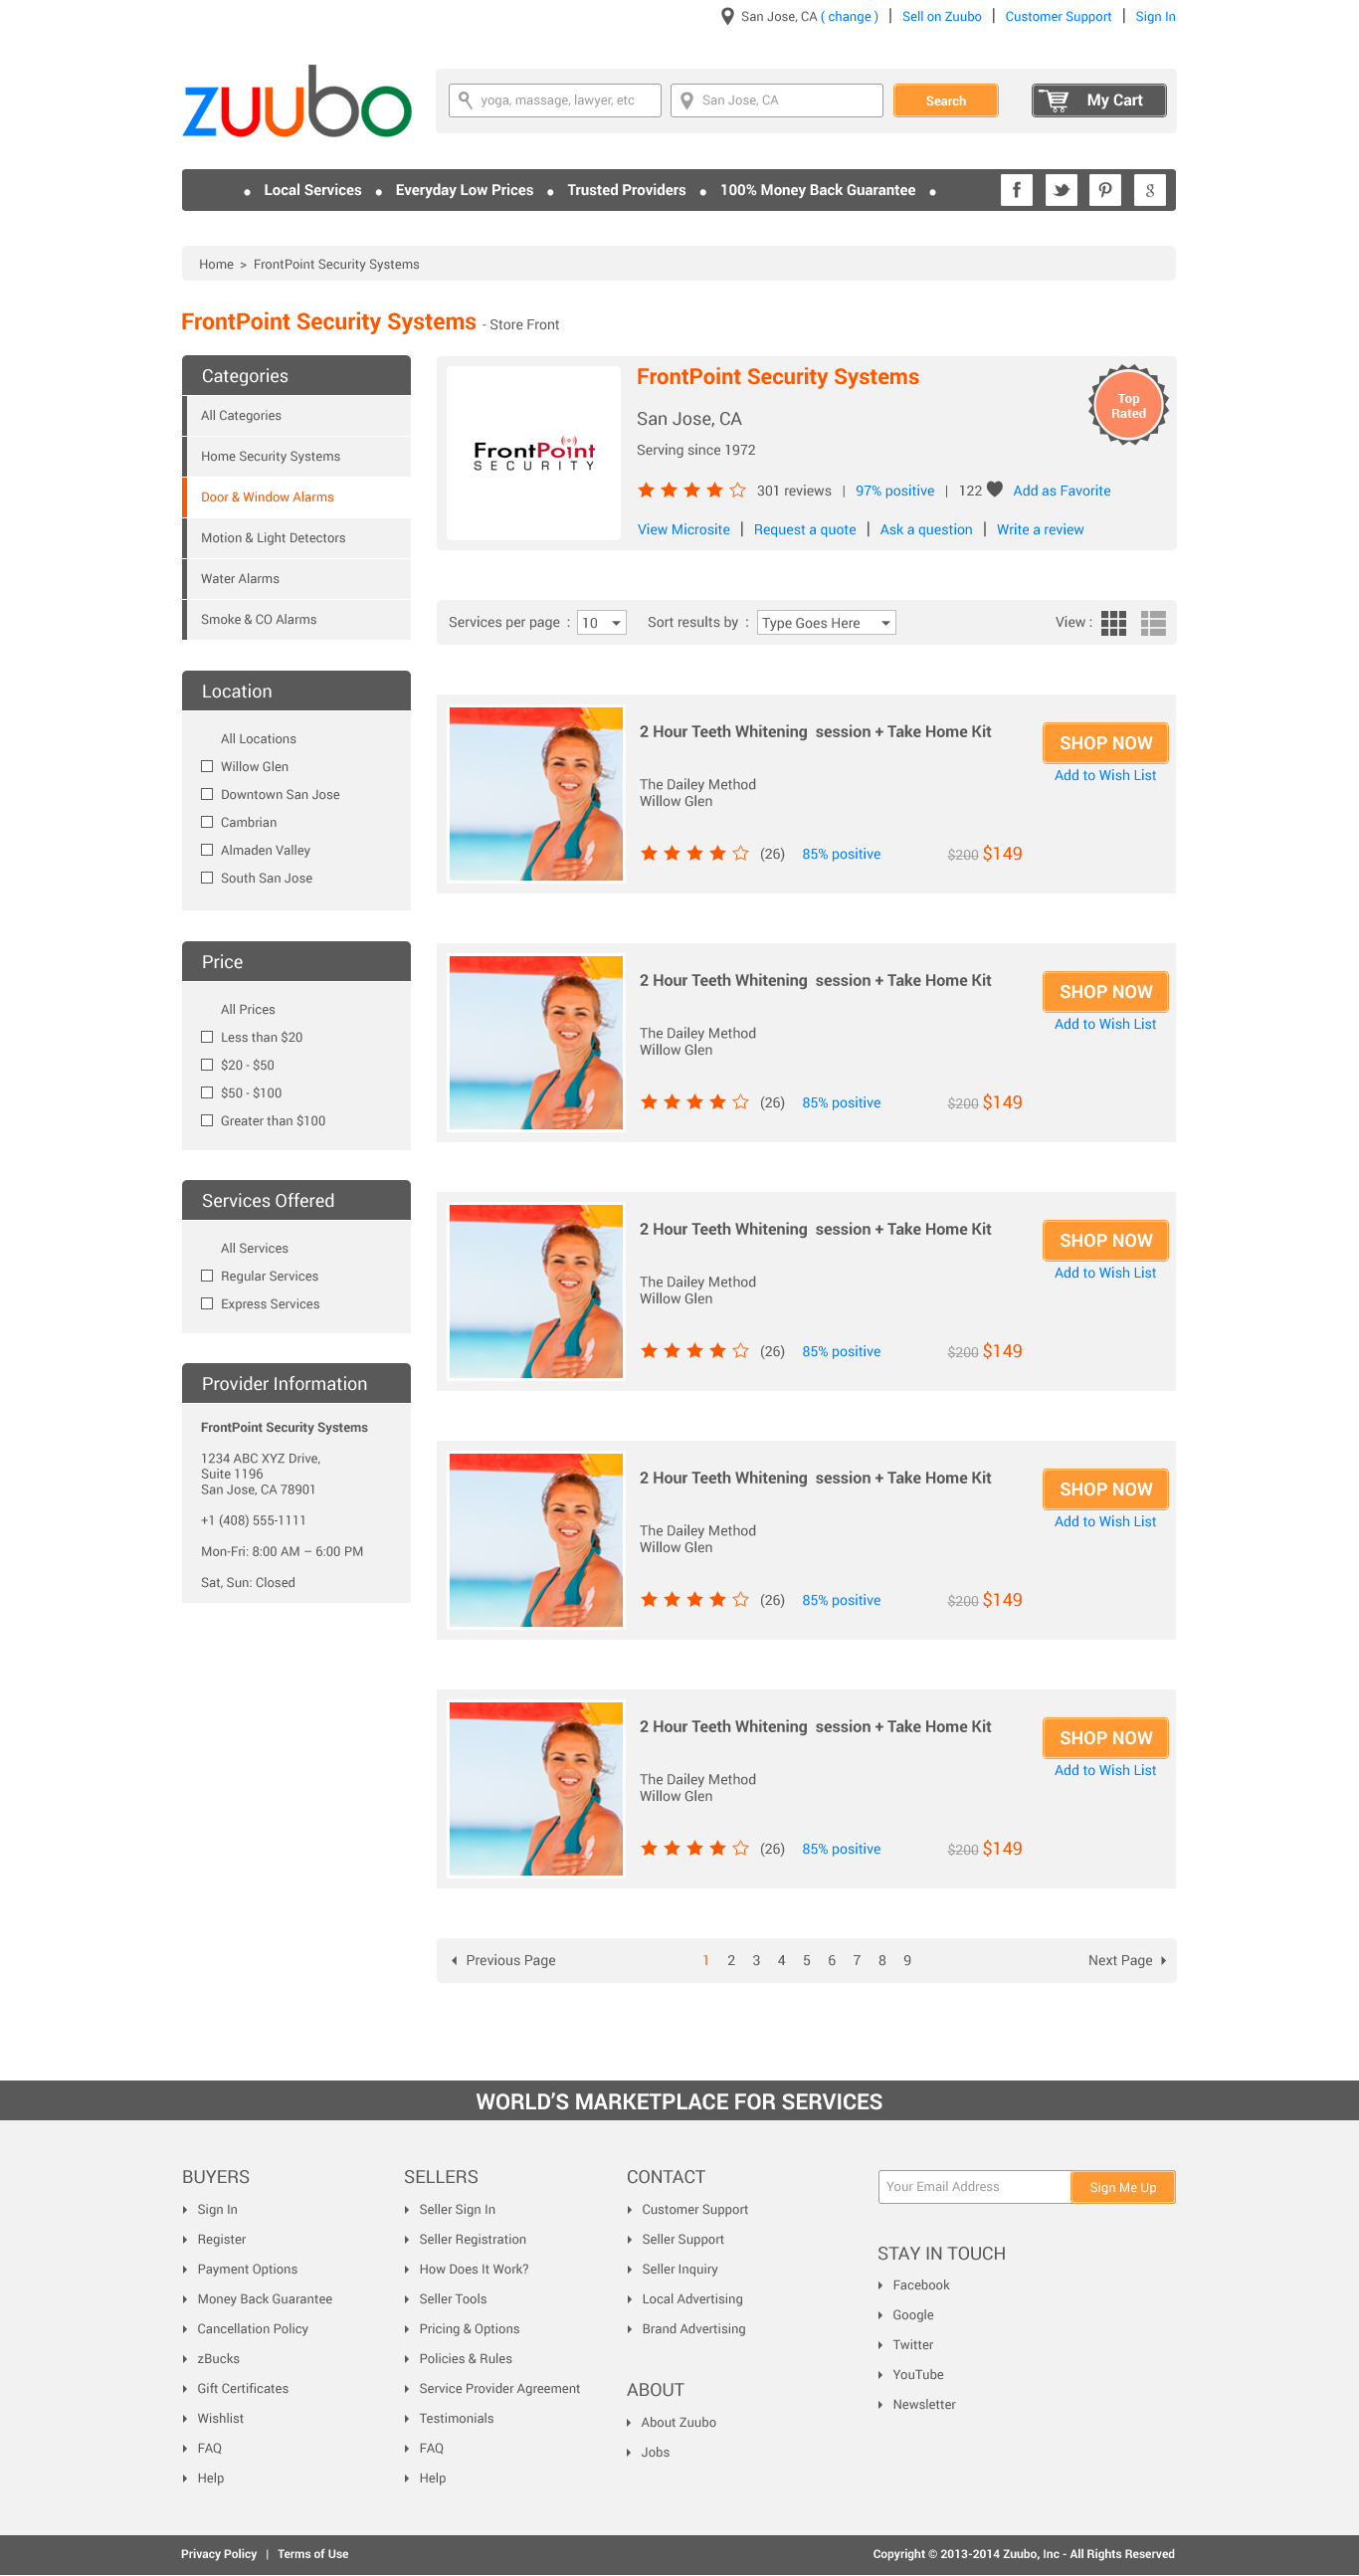 San Jose, CA ( change ) | Sell on Zuubo | Customer Support | Sign In
zuubo
yoga, massage, lawyer, etc
San Jose, CA
Search
My Cart
• Local Services • Everyday Low Prices • Trusted Providers • 100% Money Back Guarantee •
Home > FrontPoint Security Systems
FrontPoint Security Systems - Store Front
Categories
All Categories
Home Security Systems
Door & Window Alarms
Motion & Light Detectors
Water Alarms
Smoke & CO Alarms
Location
All Locations
Willow Glen
Downtown San Jose
Cambrian
Almaden Valley
South San Jose
Price
All Prices
Less than $20
$20 - $50
$50 - $100
Greater than $100
Services Offered
All Services
Regular Services
Express Services
Provider Information
FrontPoint Security Systems
1234 ABC XYZ Drive,
Suite 1196
San Jose, CA 78901
+1 (408) 555-1111
Mon-Fri: 8:00 AM – 6:00 PM
Sat, Sun: Closed
FrontPoint
SECURITY
FrontPoint Security Systems
San Jose, CA
Serving since 1972
301 reviews | 97% positive | 122 Add as Favorite
View Microsite | Request a quote | Ask a question | Write a review
Top
Rated
Services per page : 10 Sort results by : Type Goes Here View :
2 Hour Teeth Whitening session + Take Home Kit
SHOP NOW
Add to Wish List
The Dailey Method
Willow Glen
(26) 85% positive $200 $149
2 Hour Teeth Whitening session + Take Home Kit
SHOP NOW
Add to Wish List
The Dailey Method
Willow Glen
(26) 85% positive $200 $149
2 Hour Teeth Whitening session + Take Home Kit
SHOP NOW
Add to Wish List
The Dailey Method
Willow Glen
(26) 85% positive $200 $149
2 Hour Teeth Whitening session + Take Home Kit
SHOP NOW
Add to Wish List
The Dailey Method
Willow Glen
(26) 85% positive $200 $149
2 Hour Teeth Whitening session + Take Home Kit
SHOP NOW
Add to Wish List
The Dailey Method
Willow Glen
(26) 85% positive $200 $149
Previous Page 1 2 3 4 5 6 7 8 9 Next Page
WORLD'S MARKETPLACE FOR SERVICES
BUYERS
Sign In
Register
Payment Options
Money Back Guarantee
Cancellation Policy
zBucks
Gift Certificates
Wishlist
FAQ
Help
SELLERS
Seller Sign In
Seller Registration
How Does It Work?
Seller Tools
Pricing & Options
Policies & Rules
Service Provider Agreement
Testimonials
FAQ
Help
CONTACT
Customer Support
Seller Support
Seller Inquiry
Local Advertising
Brand Advertising
ABOUT
About Zuubo
Jobs
Your Email Address
Sign Me Up
STAY IN TOUCH
Facebook
Google
Twitter
YouTube
Newsletter
Privacy Policy | Terms of Use
Copyright © 2013-2014 Zuubo, Inc - All Rights Reserved